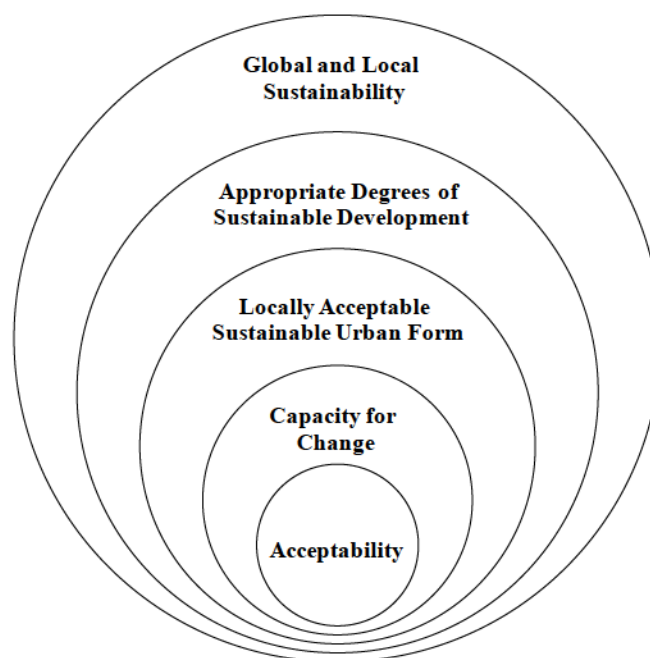 Global and Local
Sustainability
Appropriate Degrees of
Sustainable Development
Locally Acceptable
Sustainable Urban Form
Capacity for
Change
Acceptability